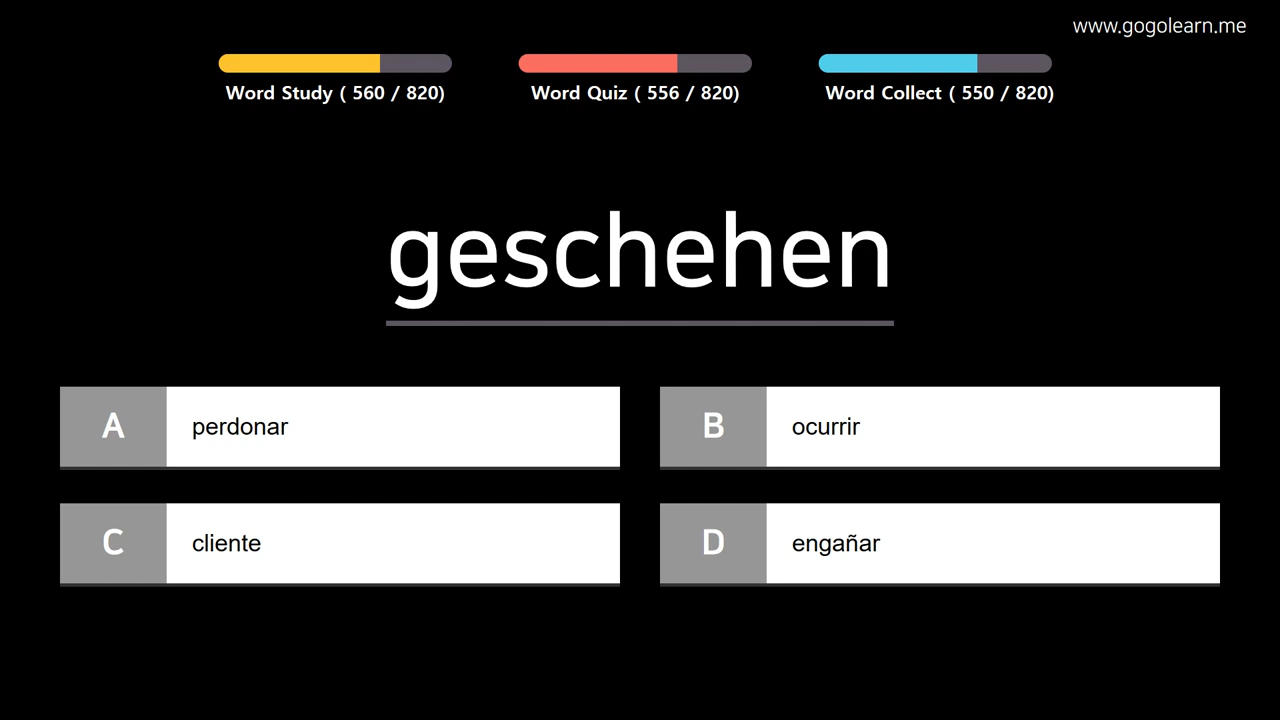 www.gogolearn.me
Word Study ( 560 / 820)
Word Quiz ( 556 / 820)
Word Collect ( 550 / 820)
geschehen
A perdonar
B ocurrir
C cliente
D engañar